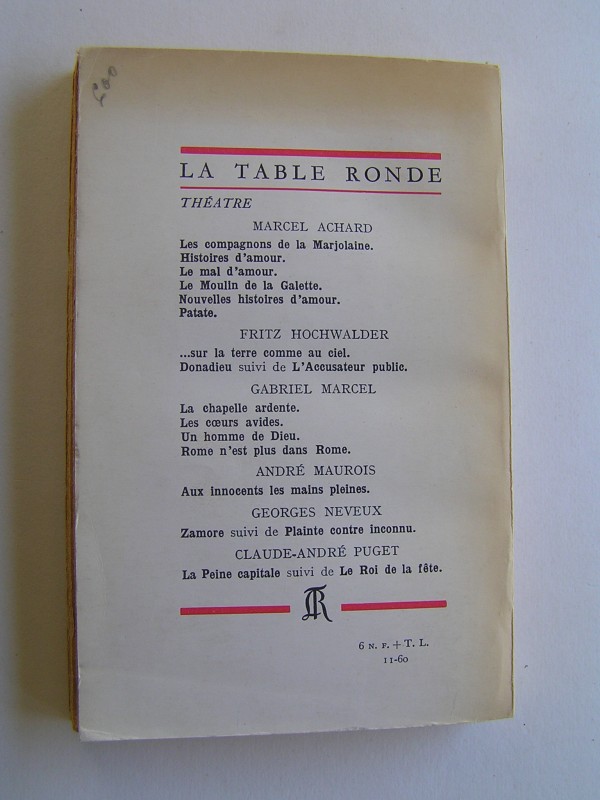 LA TABLE RONDE
THÉATRE
MARCEL ACHARD
Les compagnons de la Marjolaine.
Histoires d'amour.
Le mal d'amour.
Le Moulin de la Galette.
Nouvelles histoires d'amour.
Patate.
FRITZ HOCHWALDER
...sur la terre comme au ciel.
Donadieu suivi de L'Accusateur public.
GABRIEL MARCEL
La chapelle ardente.
Les cœurs avides.
Un homme de Dieu.
Rome n'est plus dans Rome.
ANDRÉ MAUROIS
Aux innocents les mains pleines.
GEORGES NEVEUX
Zamore suivi de Plainte contre inconnu.
CLAUDE-ANDRÉ PUGET
La Peine capitale suivi de Le Roi de la fête.
TR
6 N. F. + T. L.
11-60